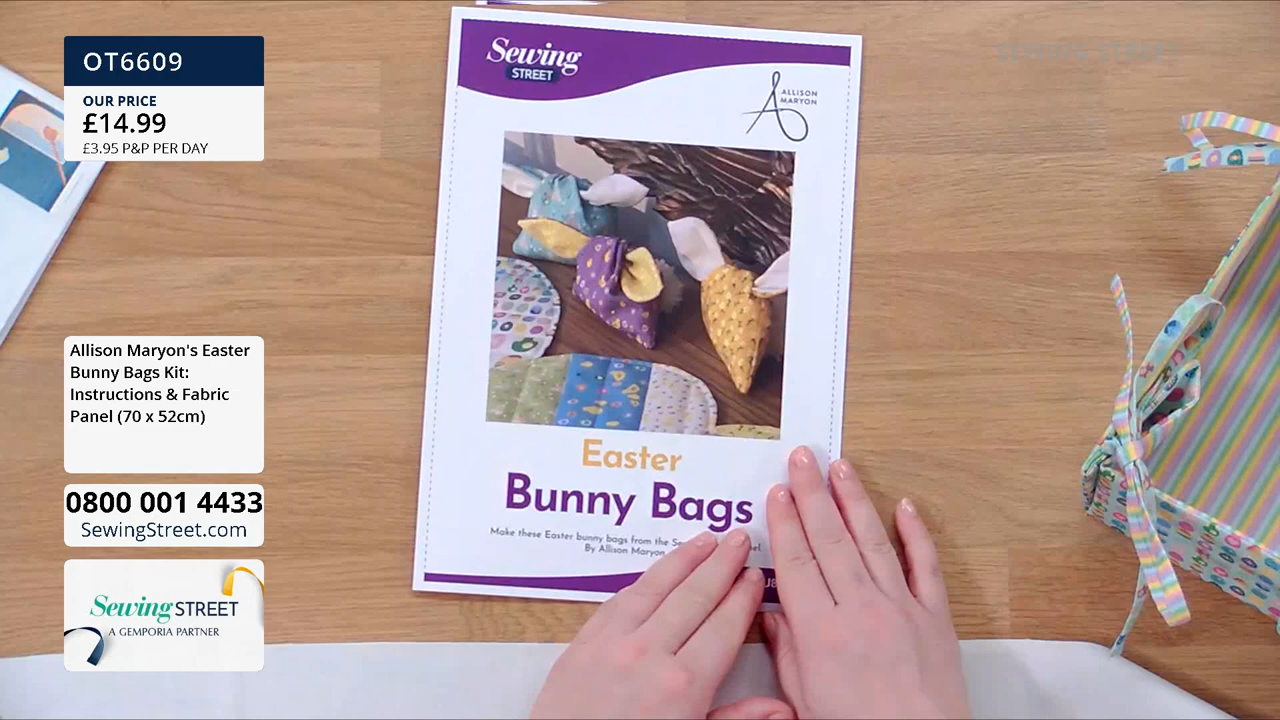 OT6609
OUR PRICE
£14.99
£3.95 P&P PER DAY
Allison Maryon's Easter
Bunny Bags Kit:
Instructions & Fabric
Panel (70 x 52cm)
0800 001 4433
SewingStreet.com
Sewing STREET
A GEMPORIA PARTNER
Sewing
STREET
ALLISON
MARYON
Easter
Bunny Bags
Make these Easter bunny bags from the
By Allison Maryon
SEWING STREET